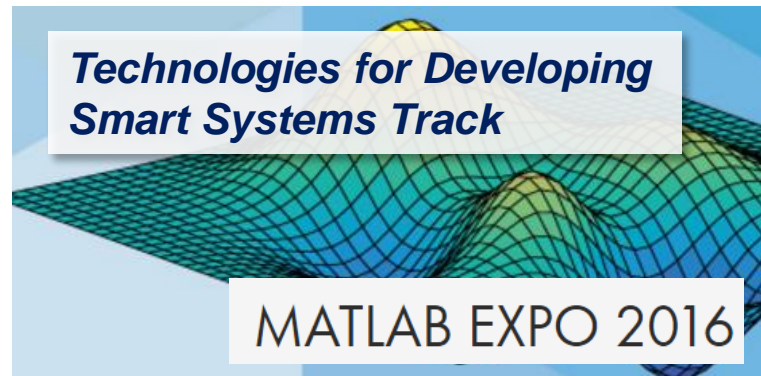 Technologies for Developing
Smart Systems Track
MATLAB EXPO 2016